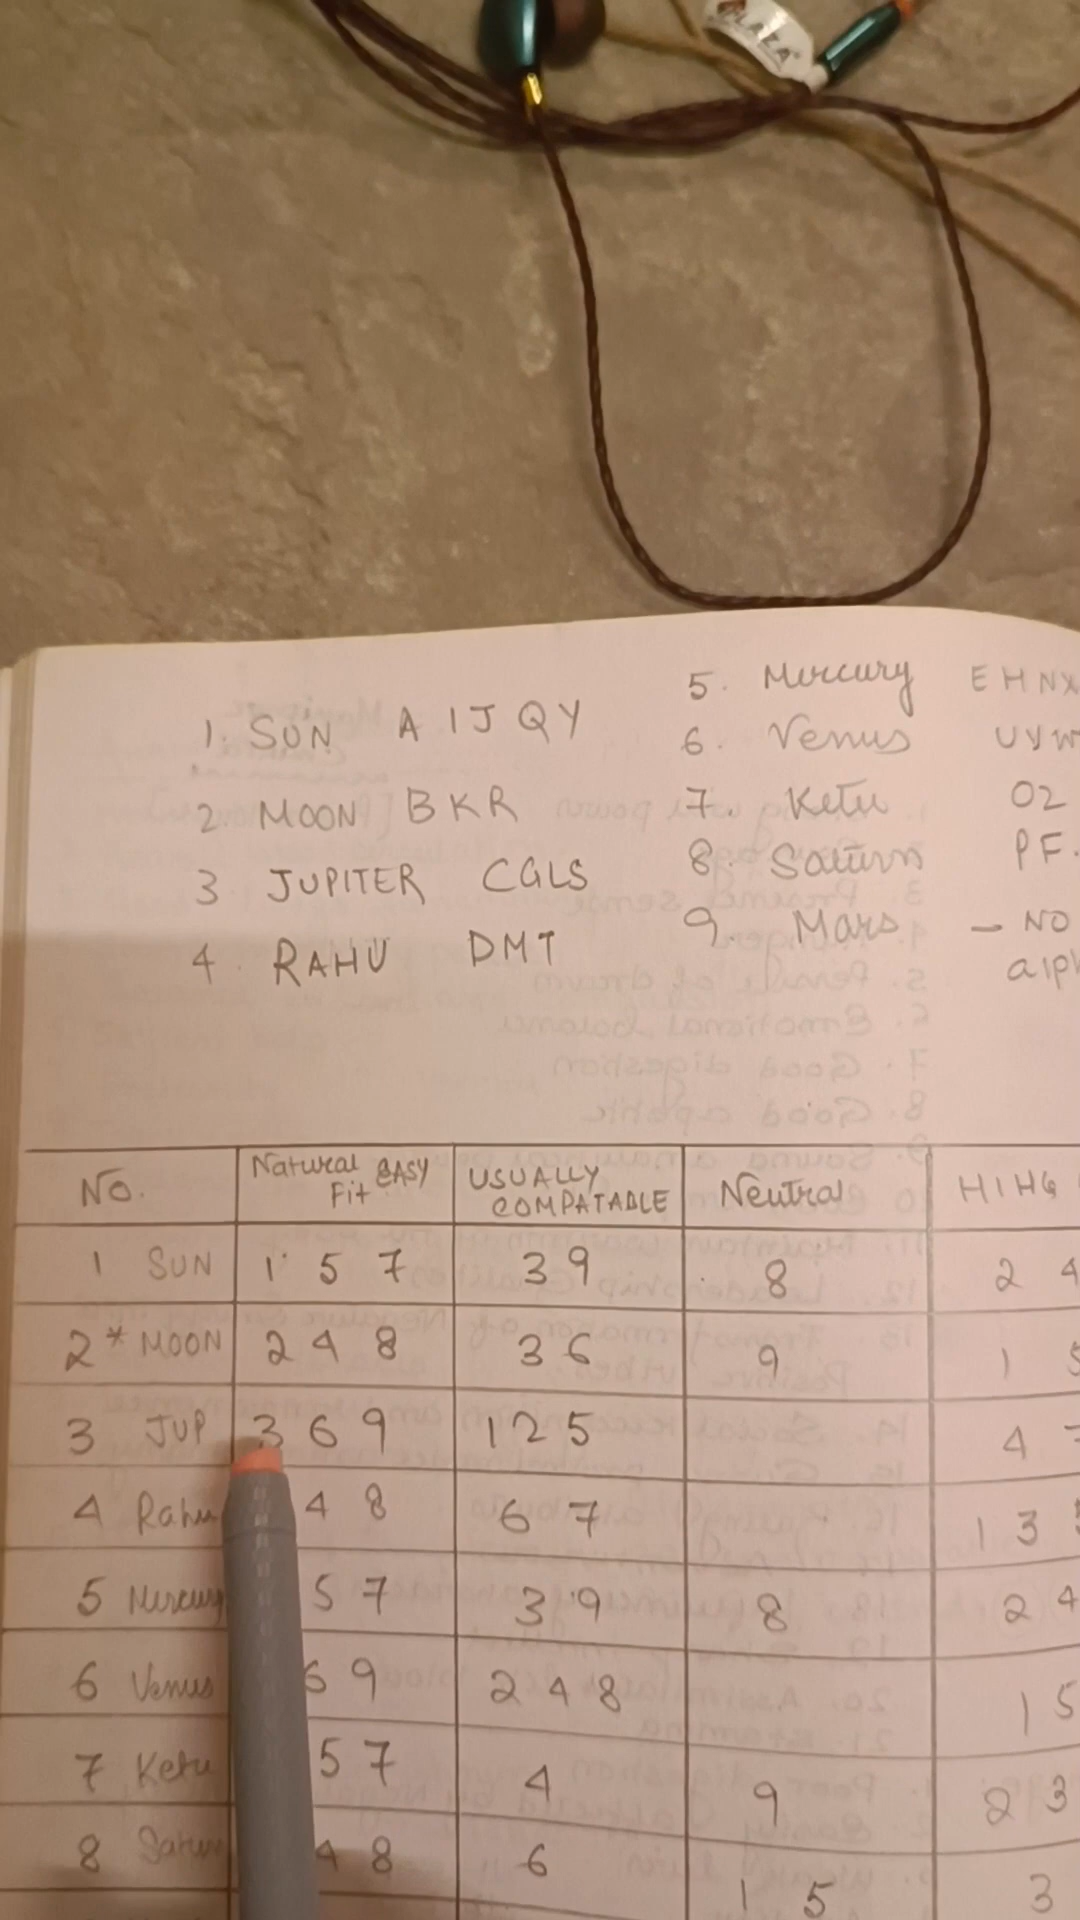 PLAZA
1. SUN A I J Q Y
2. MOON B K R
3 JUPITER C G L S
4. RAHU D M T
5. Mercury E H N X
6. Venus U V W
7. Ketu O Z
8. Saturn P F.
9 Mars – NO
NO. Natural EASY Fit USUALLY COMPATABLE Neutral HIHG
1 SUN 1 5 7 3 9 8 2 4
2* MOON 2 4 8 3 6 9 1 5
3 JUP 3 6 9 1 2 5 4 7
4 Rahu 4 8 6 7 1 3
5 Mercury 5 7 3 9 8 2 4
6 Venus 6 9 2 4 8 1 5
7 Ketu 5 7 4 9 2 3
8 Saturn 4 8 6 1 5 3